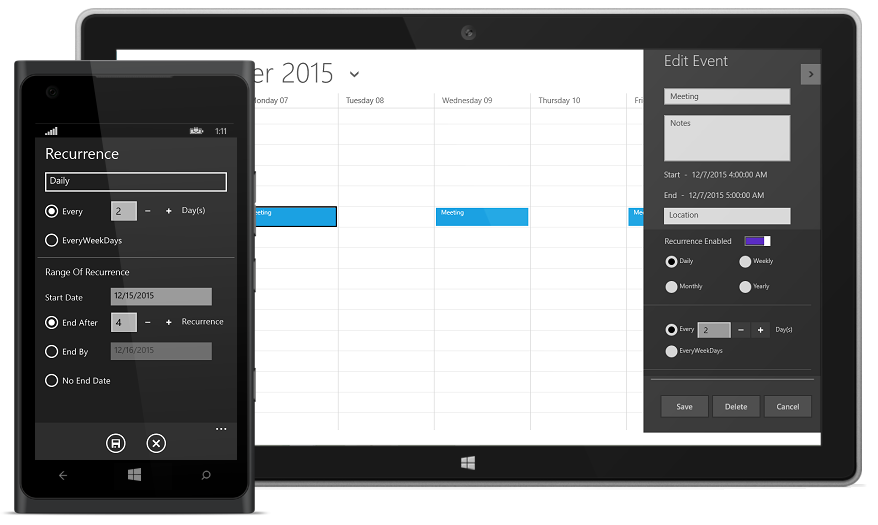 1:11
Recurrence
Daily
Every 2 − + Day(s)
EveryWeekDays
Range Of Recurrence
Start Date 12/15/2015
End After 4 − + Recurrence
End By 12/16/2015
No End Date
...
er 2015
Monday 07 Tuesday 08 Wednesday 09 Thursday 10 Fri
eeting Meeting Me
Edit Event
Meeting
Notes
Start - 12/7/2015 4:00:00 AM
End - 12/7/2015 5:00:00 AM
Location
Recurrence Enabled
Daily Weekly
Monthly Yearly
Every 2 − + Day(s)
EveryWeekDays
Save Delete Cancel